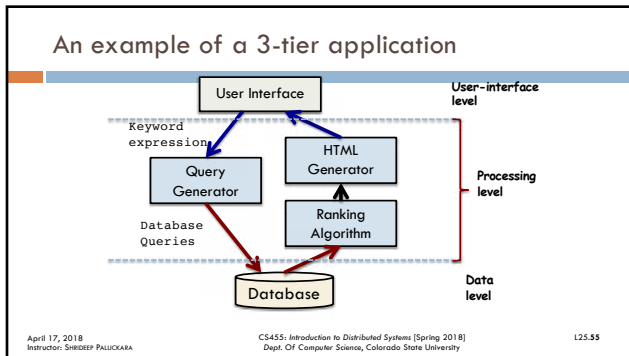 An example of a 3-tier application
User Interface
User-interface
level
Keyword
expression
HTML
Generator
Query
Generator
Processing
level
Ranking
Algorithm
Database
Queries
Database
Data
level
April 17, 2018
Instructor: SHRIDEEP PALLICKARA
CS455: Introduction to Distributed Systems [Spring 2018]
Dept. Of Computer Science, Colorado State University
L25.55